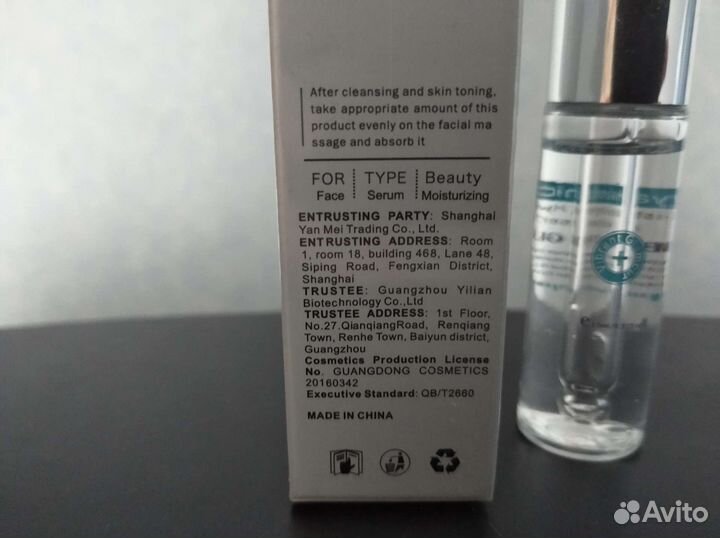 After cleansing and skin toning,
take appropriate amount of this
product evenly on the facial ma
ssage and absorb it
FOR TYPE Beauty
Face Serum Moisturizing
ENTRUSTING PARTY: Shanghai
Yan Mei Trading Co., Ltd.
ENTRUSTING ADDRESS: Room
1, room 18, building 468, Lane 48,
Siping Road, Fengxian District,
Shanghai
TRUSTEE: Guangzhou Yilian
Biotechnology Co.,Ltd
TRUSTEE ADDRESS: 1st Floor,
No.27.QianqiangRoad, Renqiang
Town, Renhe Town, Baiyun district,
Guangzhou
Cosmetics Production License
No. GUANGDONG COSMETICS
20160342
Executive Standard: QB/T2660
MADE IN CHINA
Avito